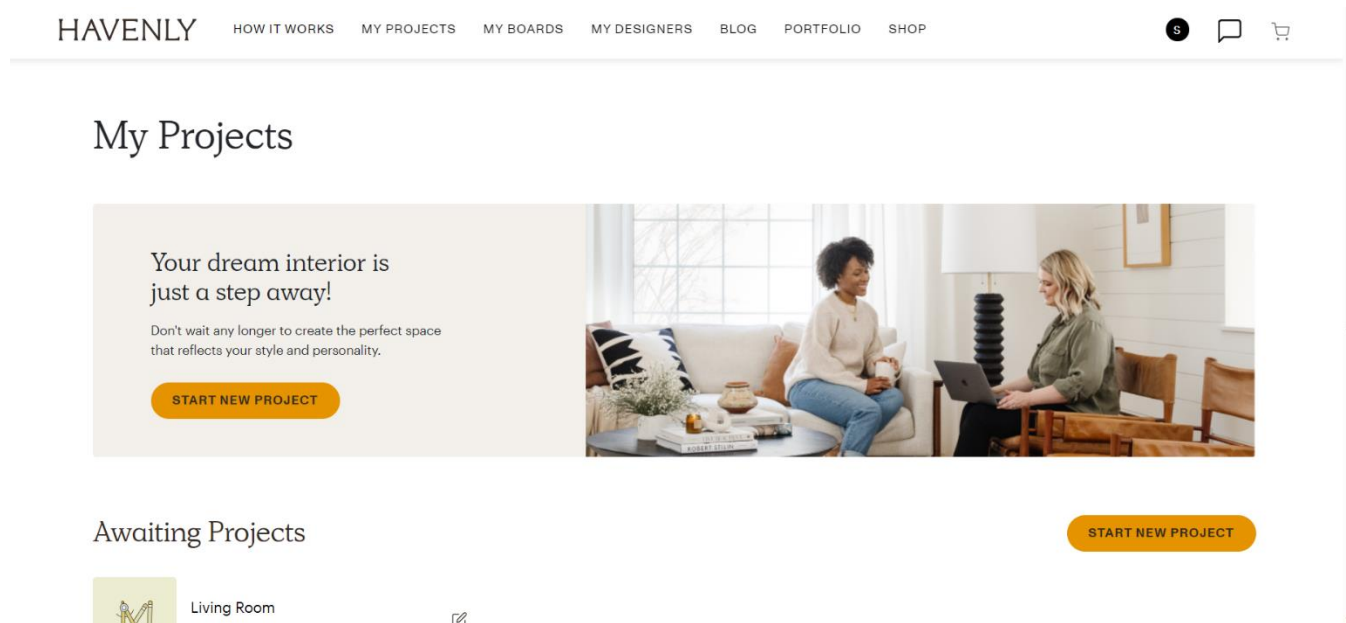 HAVENLY
HOW IT WORKS
MY PROJECTS
MY BOARDS
MY DESIGNERS
BLOG
PORTFOLIO
SHOP
S
My Projects
Your dream interior is
just a step away!
Don't wait any longer to create the perfect space
that reflects your style and personality.
START NEW PROJECT
ROBERT STILIN
Awaiting Projects
START NEW PROJECT
Living Room